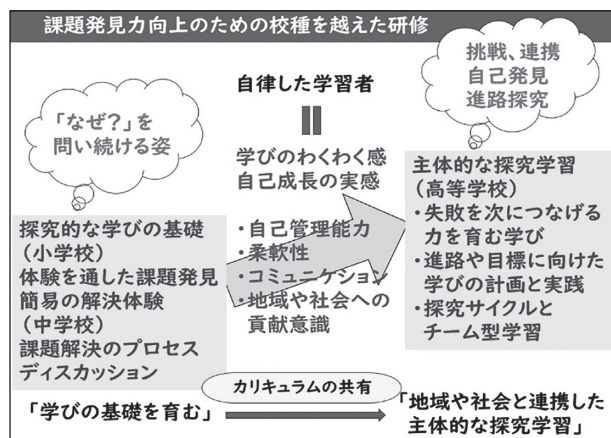 課題発見力向上のための校種を越えた研修
挑戦、連携
自己発見
進路探究
「なぜ?」を
問い続ける姿
自律した学習者
学びのわくわく感
自己成長の実感
探究的な学びの基礎
(小学校)
体験を通した課題発見
簡易の解決体験
(中学校)
課題解決のプロセス
ディスカッション
・自己管理能力
・柔軟性
・コミュニケション
・地域や社会への
貢献意識
主体的な探究学習
(高等学校)
・失敗を次につなげる
力を育む学び
・進路や目標に向けた
学びの計画と実践
・探究サイクルと
チーム型学習
カリキュラムの共有
「学びの基礎を育む」
「地域や社会と連携した
主体的な探究学習」